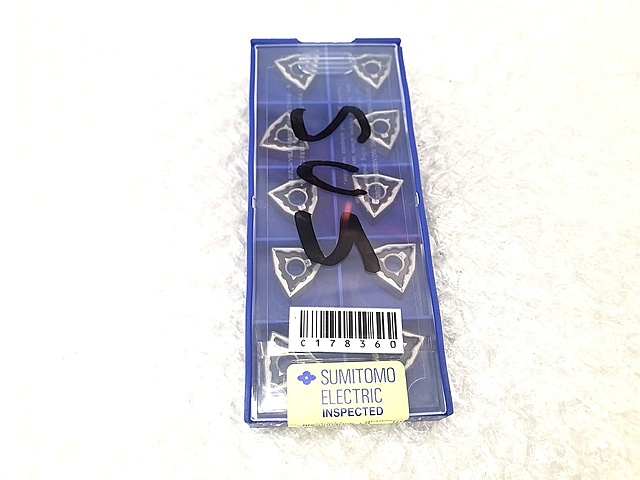 SUS
C178360
SUMITOMO
ELECTRIC
INSPECTED